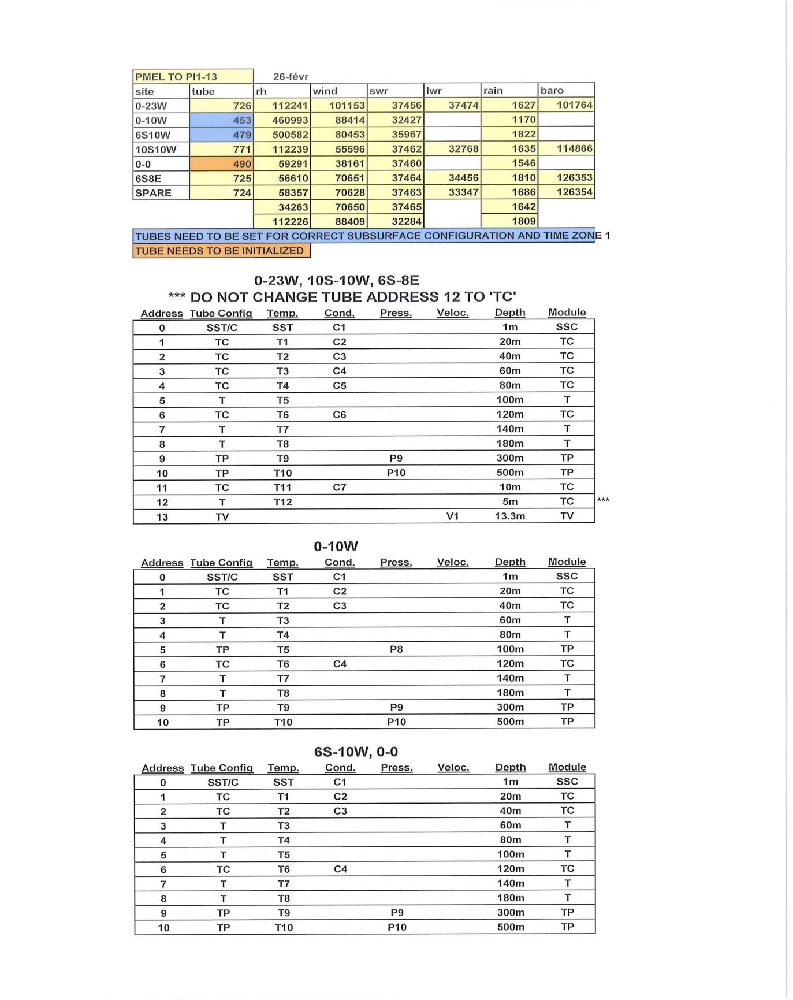 PMEL TO PI1-13 26-févr
site tube rh wind swr lwr rain baro
0-23W 726 112241 101153 37456 37474 1627 101764
0-10W 453 460993 88414 32427 1170
6S10W 479 500582 80453 35967 1822
10S10W 771 112239 55596 37462 32768 1635 114866
0-0 490 59291 38161 37460 1546
6S8E 725 56610 70651 37464 34456 1810 126353
SPARE 724 58357 70628 37463 33347 1686 126354
34263 70650 37465 1642
112226 88409 32284 1809
TUBES NEED TO BE SET FOR CORRECT SUBSURFACE CONFIGURATION AND TIME ZONE 1
TUBE NEEDS TO BE INITIALIZED
0-23W, 10S-10W, 6S-8E
*** DO NOT CHANGE TUBE ADDRESS 12 TO 'TC'
Address Tube Config Temp. Cond. Press. Veloc. Depth Module
0 SST/C SST C1 1m SSC
1 TC T1 C2 20m TC
2 TC T2 C3 40m TC
3 TC T3 C4 60m TC
4 TC T4 C5 80m TC
5 T T5 100m T
6 TC T6 C6 120m TC
7 T T7 140m T
8 T T8 180m T
9 TP T9 P9 300m TP
10 TP T10 P10 500m TP
11 TC T11 C7 10m TC
12 T T12 5m TC ***
13 TV V1 13.3m TV
0-10W
Address Tube Config Temp. Cond. Press. Veloc. Depth Module
0 SST/C SST C1 1m SSC
1 TC T1 C2 20m TC
2 TC T2 C3 40m TC
3 T T3 60m T
4 T T4 80m T
5 TP T5 P8 100m TP
6 TC T6 C4 120m TC
7 T T7 140m T
8 T T8 180m T
9 TP T9 P9 300m TP
10 TP T10 P10 500m TP
6S-10W, 0-0
Address Tube Config Temp. Cond. Press. Veloc. Depth Module
0 SST/C SST C1 1m SSC
1 TC T1 C2 20m TC
2 TC T2 C3 40m TC
3 T T3 60m T
4 T T4 80m T
5 T T5 100m T
6 TC T6 C4 120m TC
7 T T7 140m T
8 T T8 180m T
9 TP T9 P9 300m TP
10 TP T10 P10 500m TP